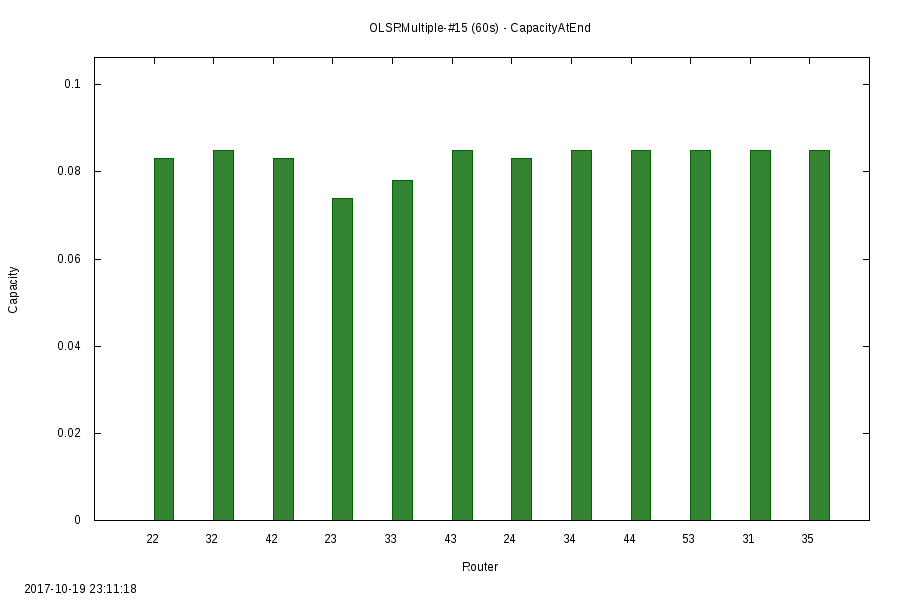 OLSRMultiple-#15 (60s) - CapacityAtEnd
0.1
0.08
0.06
0.04
0.02
0
Capacity
22 32 42 23 33 43 24 34 44 53 31 35
Router
2017-10-19 23:11:18